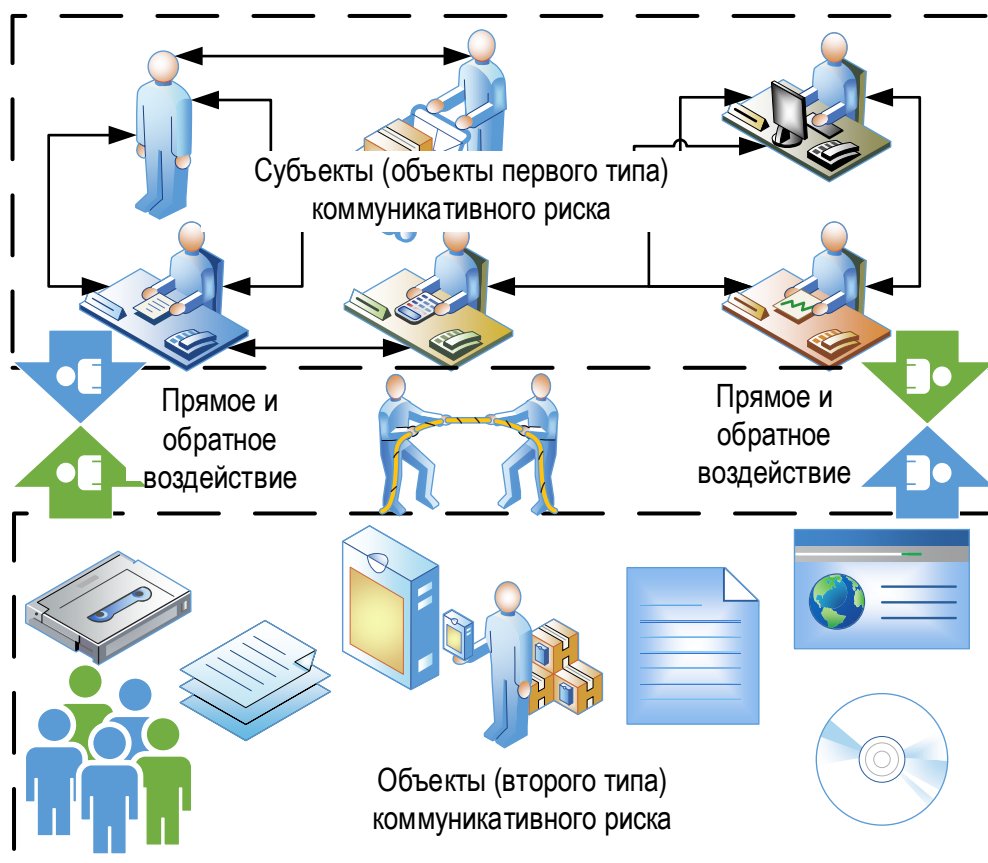 Субъекты (объекты первого типа)
коммуникативного риска
Прямое и
обратное
воздействие
Прямое и
обратное
воздействие
Объекты (второго типа)
коммуникативного риска